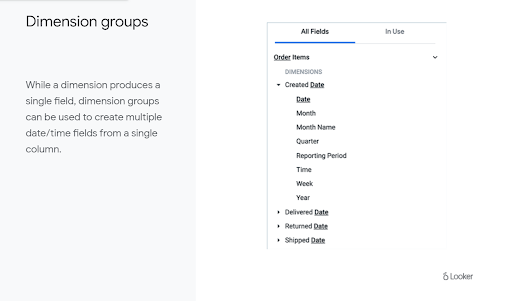 Dimension groups
While a dimension produces a
single field, dimension groups
can be used to create multiple
date/time fields from a single
column.
All Fields
In Use
Order Items
DIMENSIONS
Created Date
Date
Month
Month Name
Quarter
Reporting Period
Time
Week
Year
Delivered Date
Returned Date
Shipped Date
Looker